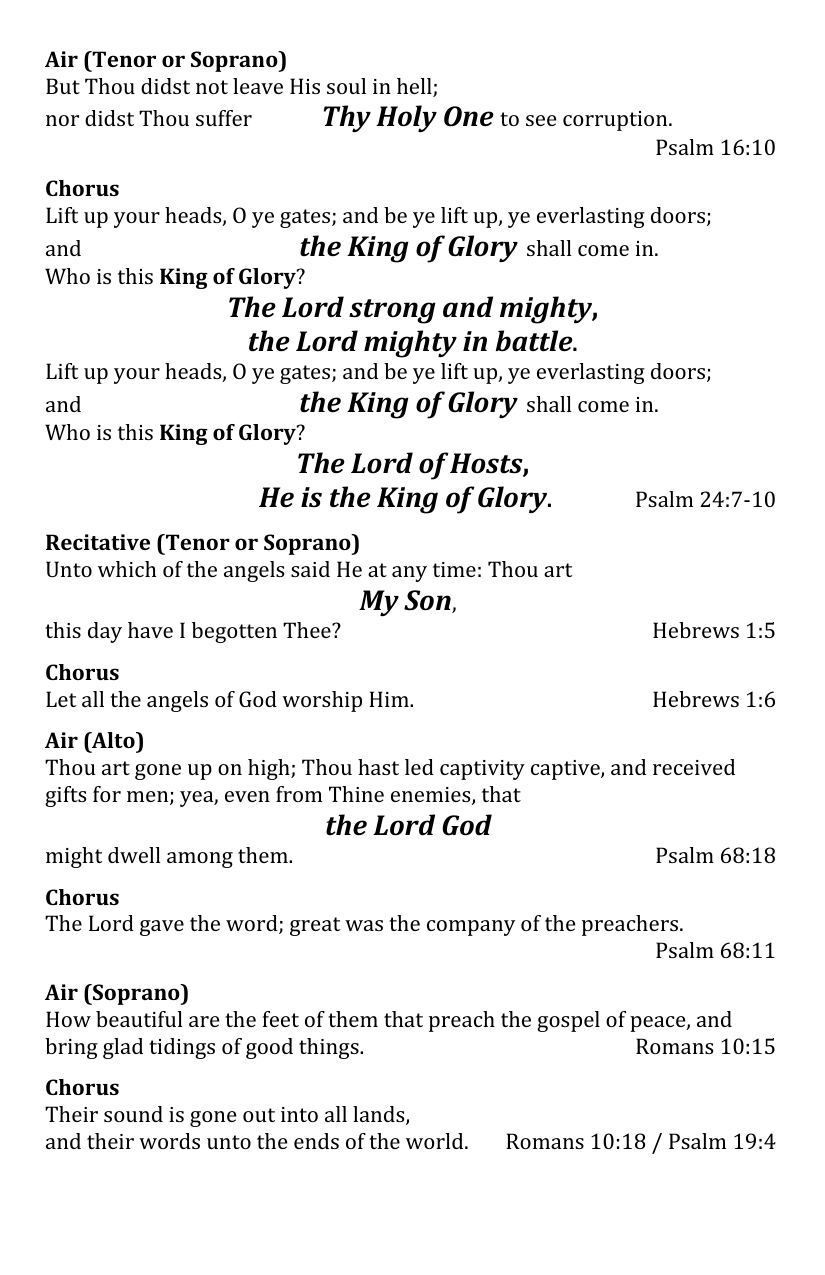 Air (Tenor or Soprano)
But Thou didst not leave His soul in hell;
nor didst Thou suffer Thy Holy One to see corruption.
Psalm 16:10
Chorus
Lift up your heads, O ye gates; and be ye lift up, ye everlasting doors;
and the King of Glory shall come in.
Who is this King of Glory?
The Lord strong and mighty,
the Lord mighty in battle.
Lift up your heads, O ye gates; and be ye lift up, ye everlasting doors;
and the King of Glory shall come in.
Who is this King of Glory?
The Lord of Hosts,
He is the King of Glory. Psalm 24:7-10
Recitative (Tenor or Soprano)
Unto which of the angels said He at any time: Thou art
My Son,
this day have I begotten Thee? Hebrews 1:5
Chorus
Let all the angels of God worship Him. Hebrews 1:6
Air (Alto)
Thou art gone up on high; Thou hast led captivity captive, and received
gifts for men; yea, even from Thine enemies, that
the Lord God
might dwell among them. Psalm 68:18
Chorus
The Lord gave the word; great was the company of the preachers.
Psalm 68:11
Air (Soprano)
How beautiful are the feet of them that preach the gospel of peace, and
bring glad tidings of good things. Romans 10:15
Chorus
Their sound is gone out into all lands,
and their words unto the ends of the world. Romans 10:18 / Psalm 19:4